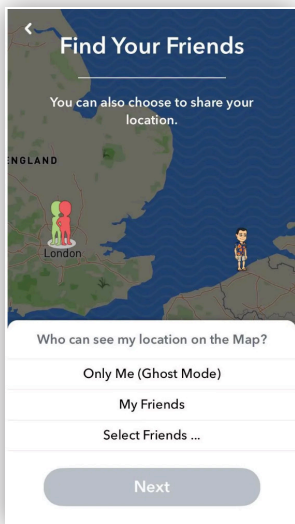 Find Your Friends
You can also choose to share your
location.
ENGLAND
London
Who can see my location on the Map?
Only Me (Ghost Mode)
My Friends
Select Friends ...
Next